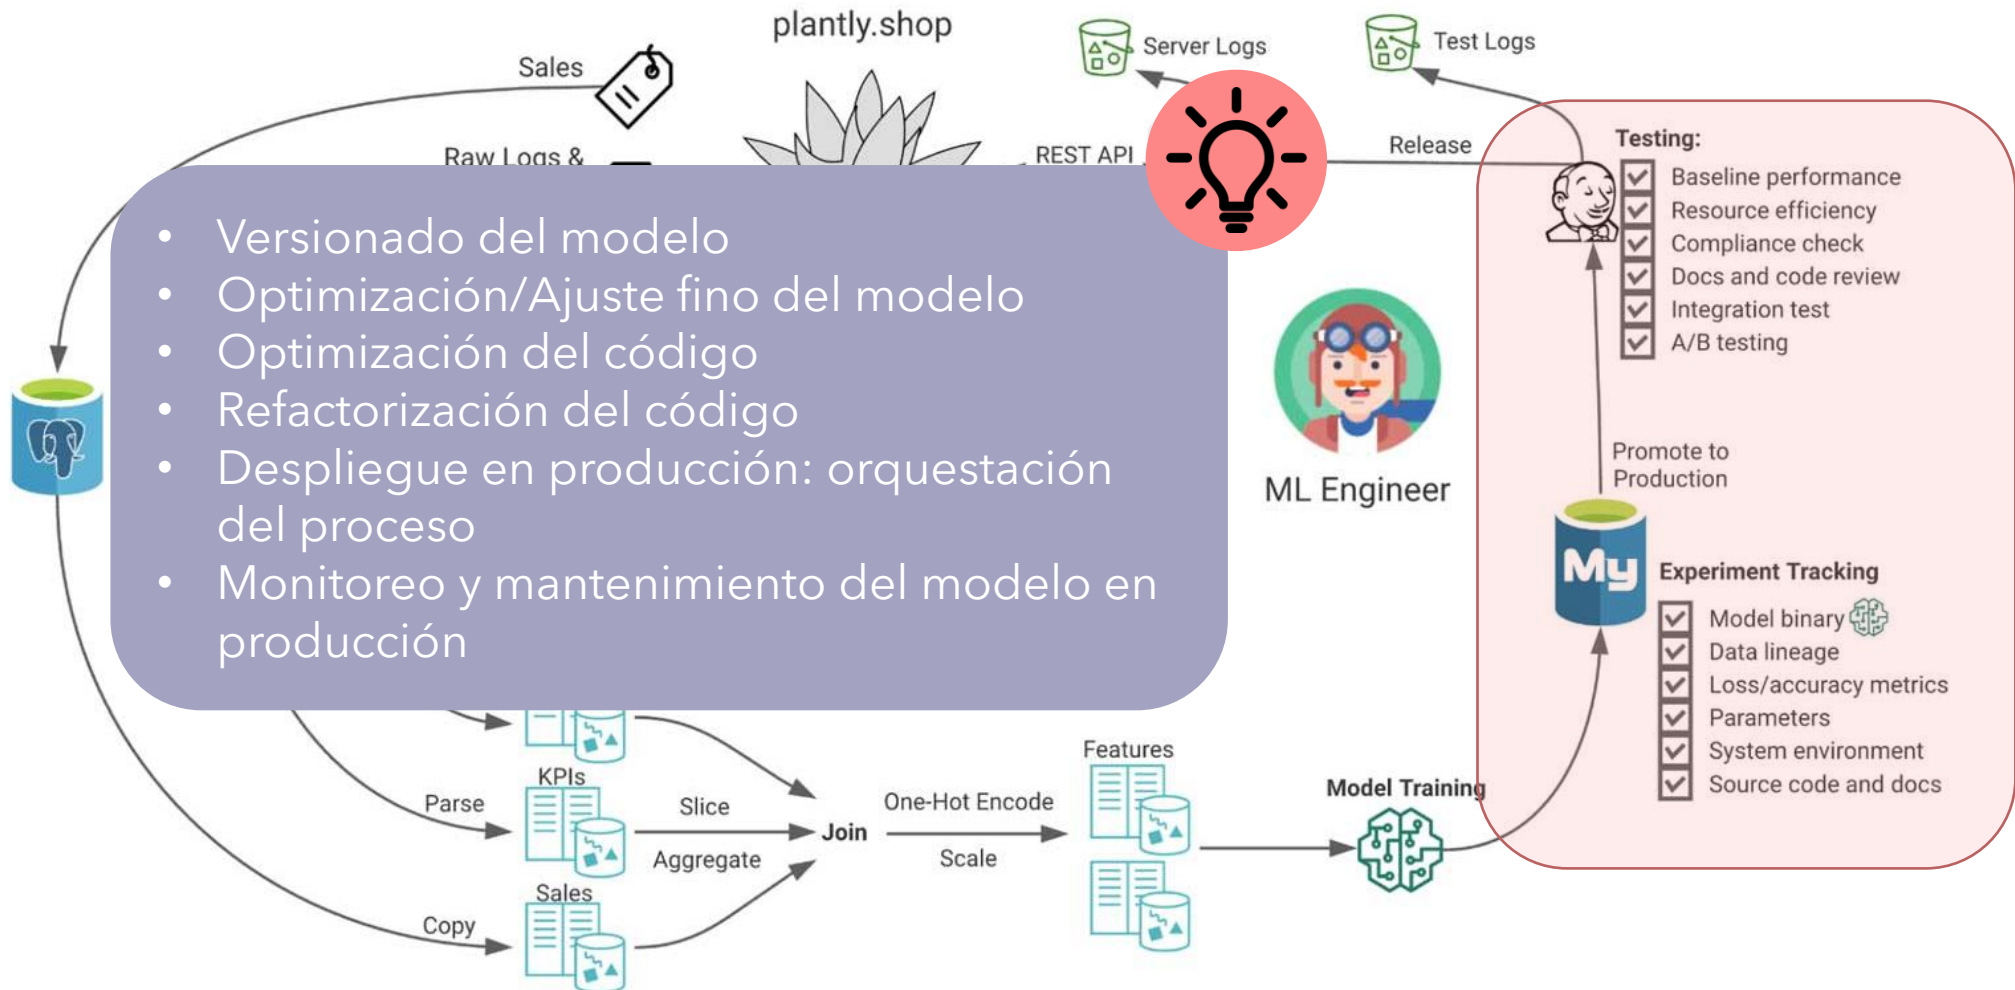 plantly.shop
Server Logs
Test Logs
Sales
Raw Logs &
REST API
Release
Testing:
Baseline performance
Resource efficiency
Compliance check
Docs and code review
Integration test
A/B testing
• Versionado del modelo
• Optimización/Ajuste fino del modelo
• Optimización del código
• Refactorización del código
• Despliegue en producción: orquestación
del proceso
• Monitoreo y mantenimiento del modelo en
producción
ML Engineer
Promote to
Production
My
Experiment Tracking
Model binary
Data lineage
Loss/accuracy metrics
Parameters
System environment
Source code and docs
KPIs
Parse
Slice
Aggregate
Join
One-Hot Encode
Scale
Features
Model Training
Sales
Copy